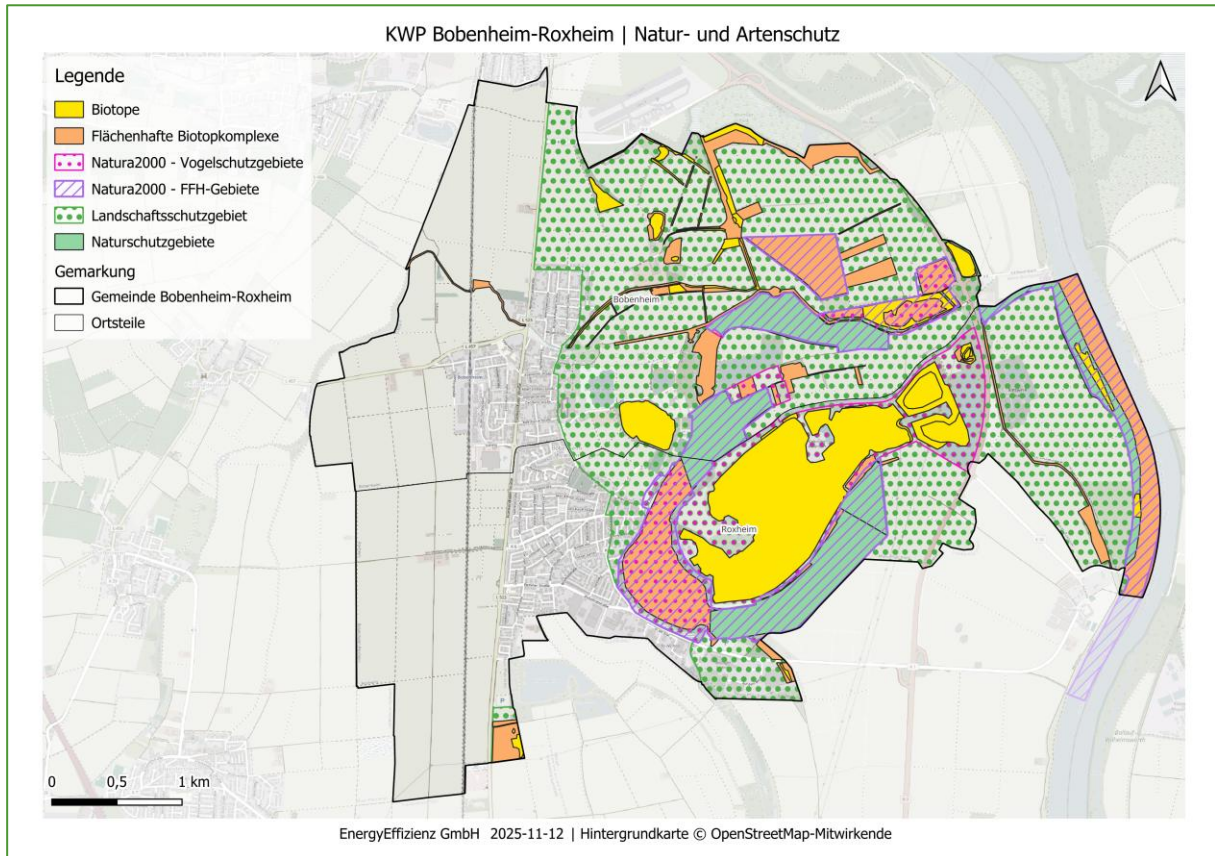 KWP Bobenheim-Roxheim | Natur- und Artenschutz
Legende
Biotope
Flächenhafte Biotopkomplexe
Natura2000 - Vogelschutzgebiete
Natura2000 - FFH-Gebiete
Landschaftsschutzgebiet
Naturschutzgebiete
Gemarkung
Gemeinde Bobenheim-Roxheim
Ortsteile
Bobenheim
Roxheim
P
0 0,5 1 km
EnergyEffizienz GmbH 2025-11-12 | Hintergrundkarte © OpenStreetMap-Mitwirkende